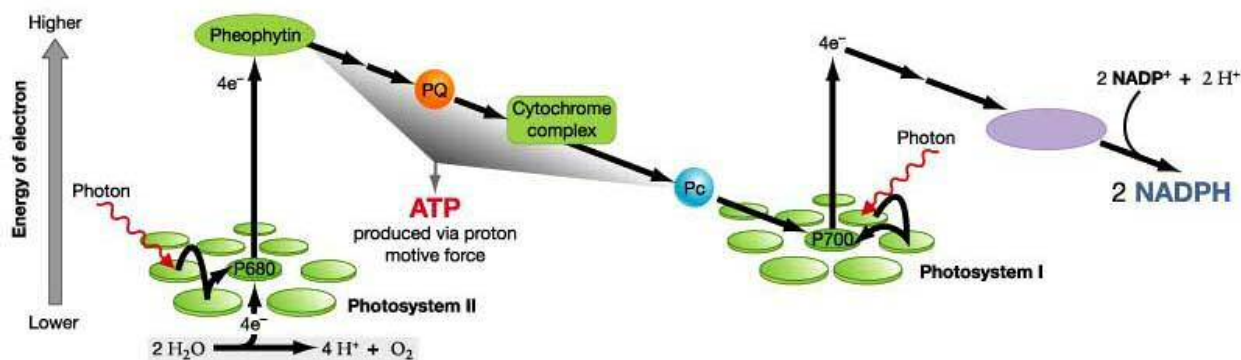 Higher
Energy of electron
Lower
Pheophytin
4e⁻
PQ
Cytochrome
complex
Photon
ATP
produced via proton
motive force
Pc
P680
Photosystem II
4e⁻
2 H₂O
4 H⁺ + O₂
4e⁻
2 NADP⁺ + 2 H⁺
Photon
2 NADPH
P700
Photosystem I